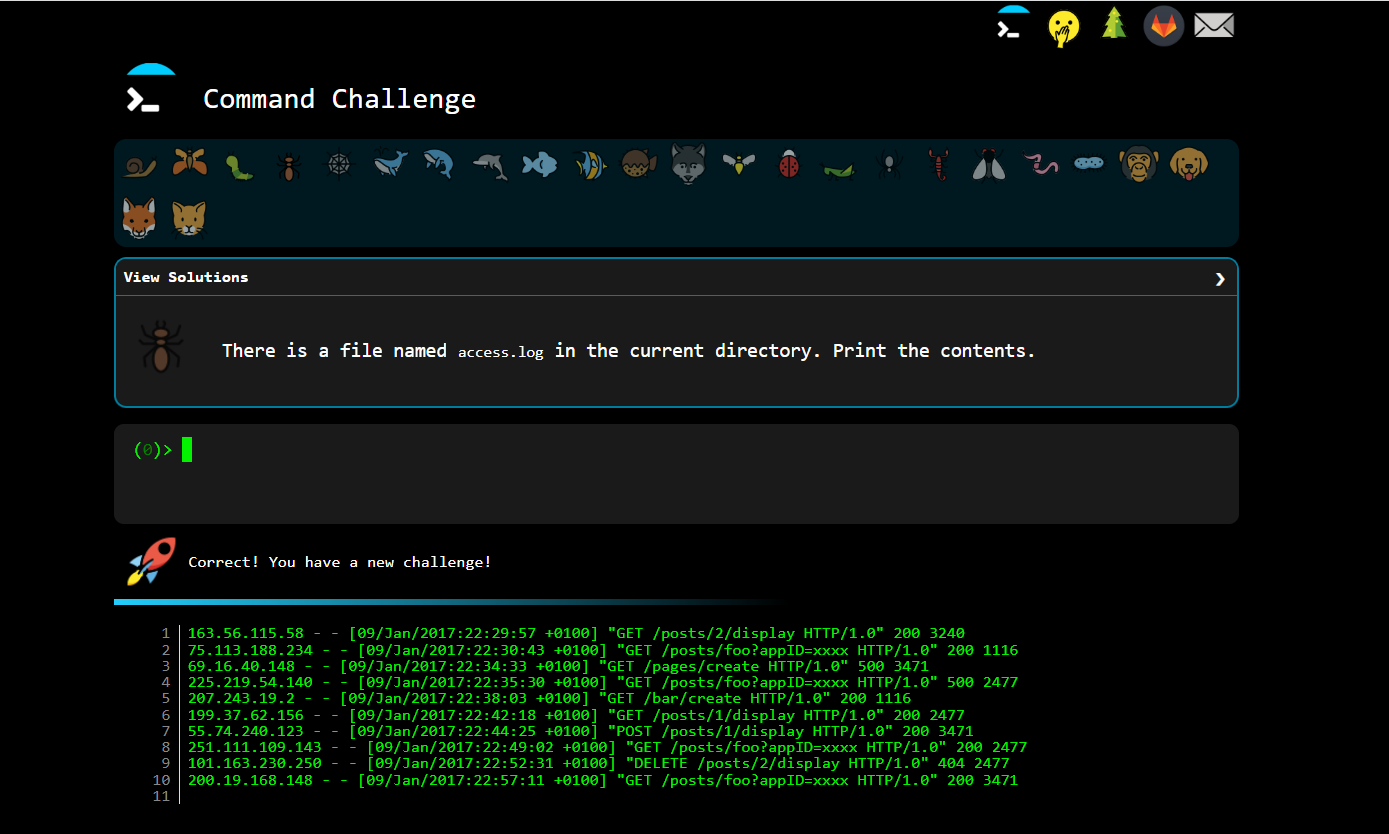 Command Challenge
View Solutions
There is a file named access.log in the current directory. Print the contents.
(0)>
Correct! You have a new challenge!
1 163.56.115.58 - - [09/Jan/2017:22:29:57 +0100] "GET /posts/2/display HTTP/1.0" 200 3240
2 75.113.188.234 - - [09/Jan/2017:22:30:43 +0100] "GET /posts/foo?appID=xxxx HTTP/1.0" 200 1116
3 69.16.40.148 - - [09/Jan/2017:22:34:33 +0100] "GET /pages/create HTTP/1.0" 500 3471
4 225.219.54.140 - - [09/Jan/2017:22:35:30 +0100] "GET /posts/foo?appID=xxxx HTTP/1.0" 500 2477
5 207.243.19.2 - - [09/Jan/2017:22:38:03 +0100] "GET /bar/create HTTP/1.0" 200 1116
6 199.37.62.156 - - [09/Jan/2017:22:42:18 +0100] "GET /posts/1/display HTTP/1.0" 200 2477
7 55.74.240.123 - - [09/Jan/2017:22:44:25 +0100] "POST /posts/1/display HTTP/1.0" 200 3471
8 251.111.109.143 - - [09/Jan/2017:22:49:02 +0100] "GET /posts/foo?appID=xxxx HTTP/1.0" 200 2477
9 101.163.230.250 - - [09/Jan/2017:22:52:31 +0100] "DELETE /posts/2/display HTTP/1.0" 404 2477
10 200.19.168.148 - - [09/Jan/2017:22:57:11 +0100] "GET /posts/foo?appID=xxxx HTTP/1.0" 200 3471
11